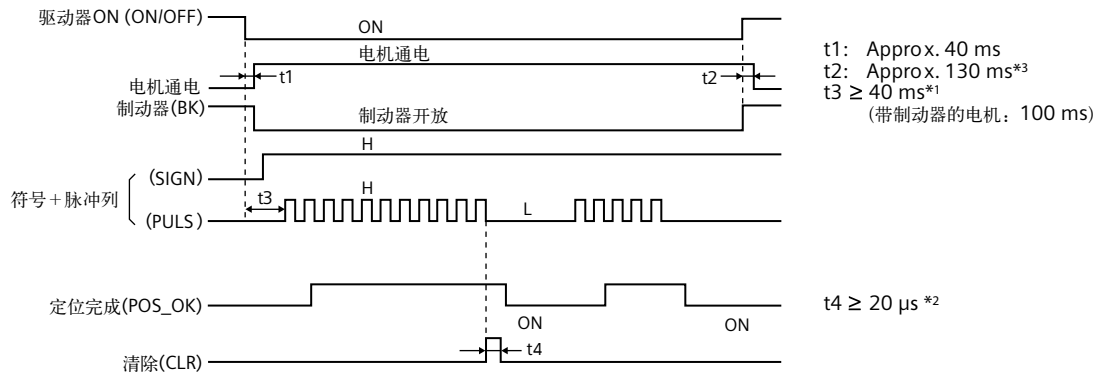 驱动器ON (ON/OFF)
ON
电机通电
t1
t2
电机通电
制动器(BK)
制动器开放
t1: Approx. 40 ms
t2: Approx. 130 ms*3
t3 ≥ 40 ms*1
(带制动器的电机：100 ms)
H
(SIGN)
符号＋脉冲列
t3
H
(PULS)
L
定位完成(POS_OK)
ON
ON
t4 ≥ 20 µs *2
清除(CLR)
t4